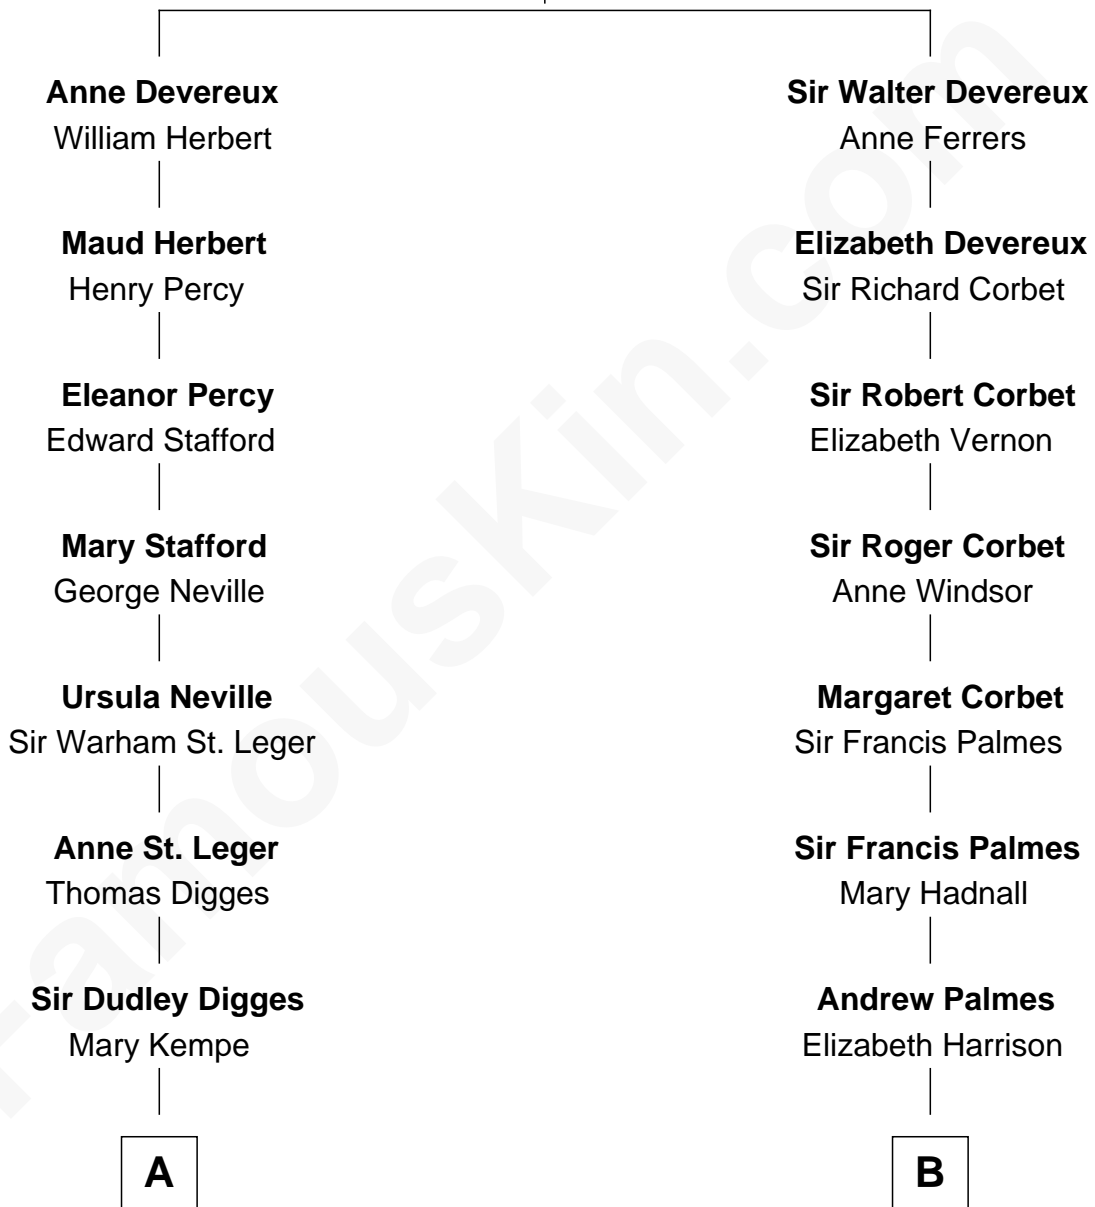 Anne Devereux
William Herbert
Sir Walter Devereux
Anne Ferrers
Maud Herbert
Henry Percy
Elizabeth Devereux
Sir Richard Corbet
Eleanor Percy
Edward Stafford
Sir Robert Corbet
Elizabeth Vernon
Mary Stafford
George Neville
Sir Roger Corbet
Anne Windsor
Ursula Neville
Sir Warham St. Leger
Margaret Corbet
Sir Francis Palmes
Anne St. Leger
Thomas Digges
Sir Francis Palmes
Mary Hadnall
Sir Dudley Digges
Mary Kempe
Andrew Palmes
Elizabeth Harrison
A
B
FamousKin.com